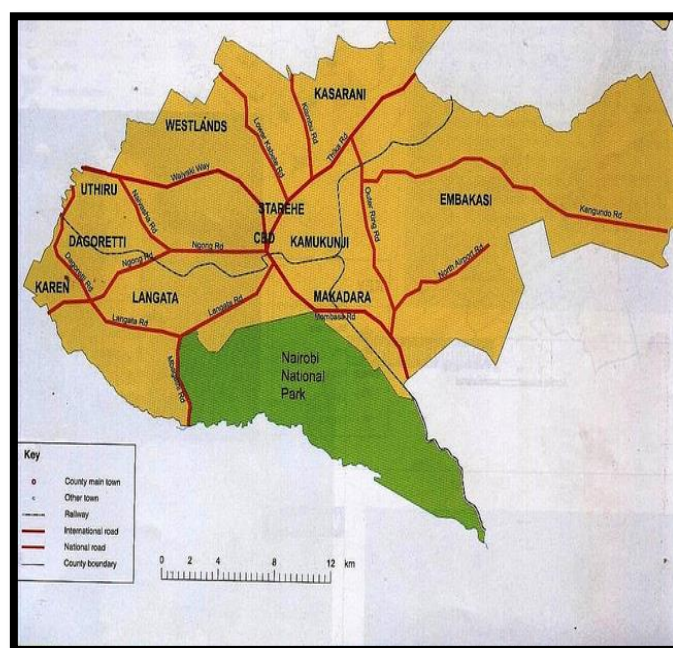 KASARANI
WESTLANDS
Lower Kabete Rd
Kiambu Rd
Thika Rd
Waiyaki Way
UTHIRU
Naivasha Rd
STAREHE
Outer Ring Rd
EMBAKASI
Kangundo Rd
DAGORETTI
Ngong Rd
CBD
KAMUKUNJI
Ngong Rd
North Airport Rd
KAREN
Dagoretti Rd
LANGATA
Langata Rd
MAKADARA
Mombasa Rd
Langata Rd
Nairobi
National
Park
Key
County main town
Other town
Railway
International road
National road
County boundary
0 2 4 6 8 12 km